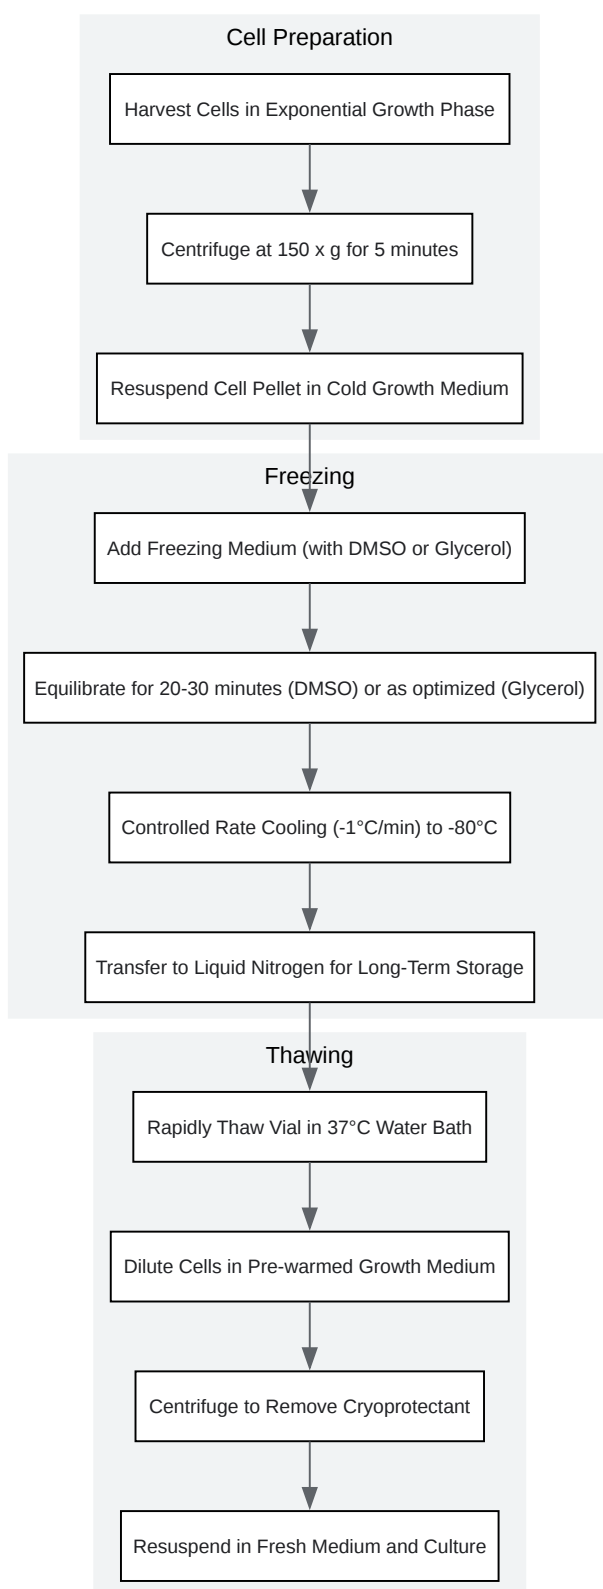 Cell Preparation
Harvest Cells in Exponential Growth Phase
Centrifuge at 150 x g for 5 minutes
Resuspend Cell Pellet in Cold Growth Medium
Freezing
Add Freezing Medium (with DMSO or Glycerol)
Equilibrate for 20-30 minutes (DMSO) or as optimized (Glycerol)
Controlled Rate Cooling (-1°C/min) to -80°C
Transfer to Liquid Nitrogen for Long-Term Storage
Thawing
Rapidly Thaw Vial in 37°C Water Bath
Dilute Cells in Pre-warmed Growth Medium
Centrifuge to Remove Cryoprotectant
Resuspend in Fresh Medium and Culture